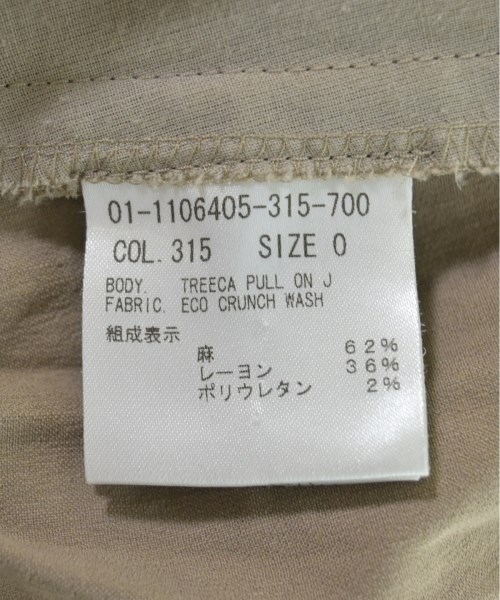 01-1106405-315-700
COL. 315 SIZE 0
BODY. TREECA PULL ON J
FABRIC. ECO CRUNCH WASH
組成表示
麻 62%
レーヨン 36%
ポリウレタン 2%